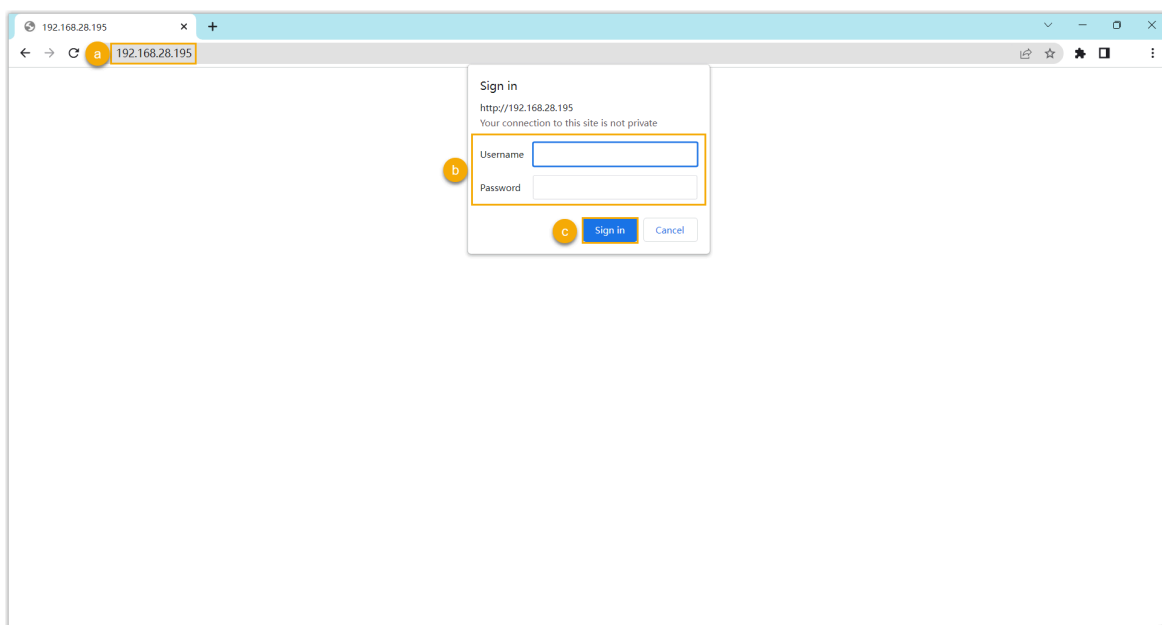 192.168.28.195
a 192.168.28.195
Sign in
http://192.168.28.195
Your connection to this site is not private
b
Username
Password
c Sign in Cancel